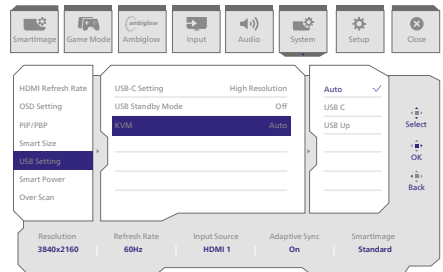 SmartImage Game Mode Ambiglow Input Audio System Setup Close
ambiglow
HDMI Refresh Rate
OSD Setting
PIP/PBP
Smart Size
USB Setting
Smart Power
Over Scan
USB-C Setting High Resolution
USB Standby Mode Off
KVM Auto
Auto
USB C
USB Up
Select
OK
Back
Resolution Refresh Rate Input Source Adaptive Sync SmartImage
3840x2160 60Hz HDMI 1 On Standard